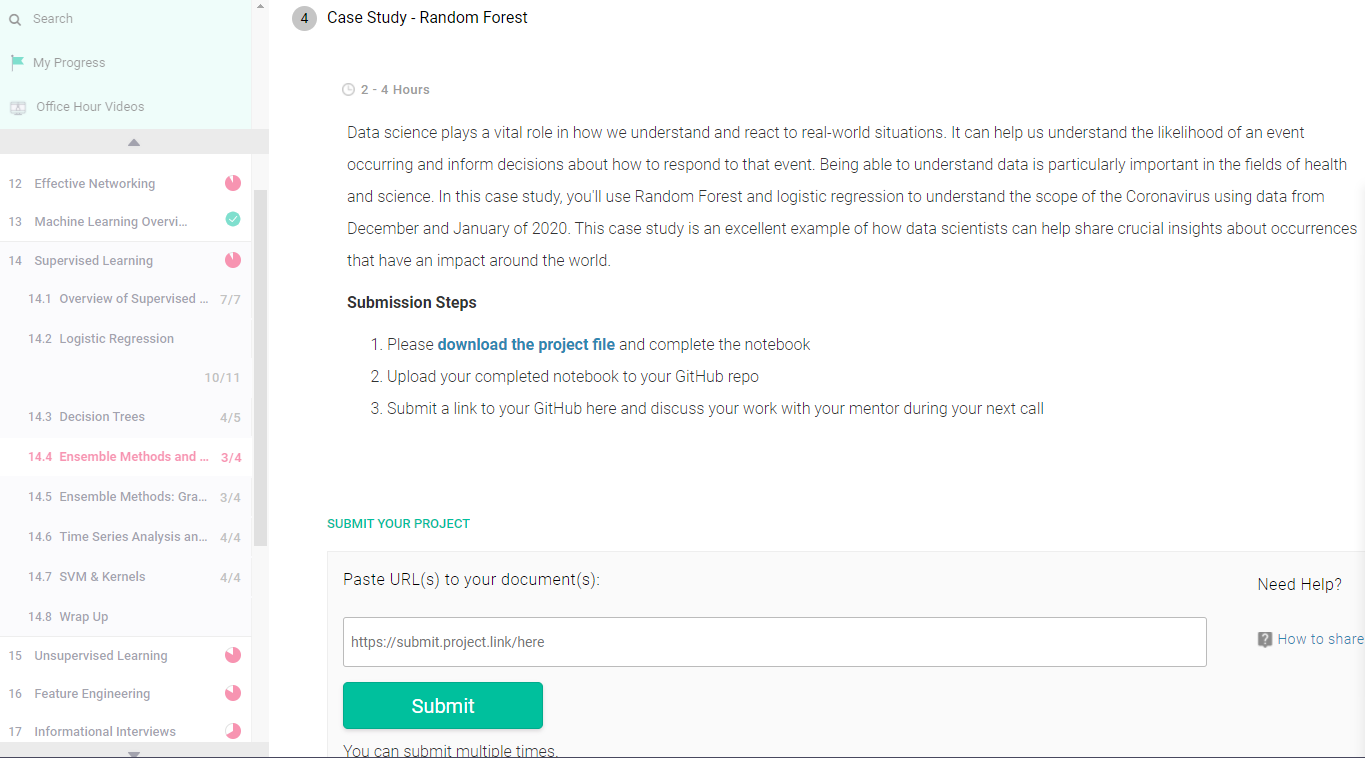 Search
My Progress
Office Hour Videos
12 Effective Networking
13 Machine Learning Overvi...
14 Supervised Learning
14.1 Overview of Supervised ... 7/7
14.2 Logistic Regression
10/11
14.3 Decision Trees 4/5
14.4 Ensemble Methods and ... 3/4
14.5 Ensemble Methods: Gra... 3/4
14.6 Time Series Analysis an... 4/4
14.7 SVM & Kernels 4/4
14.8 Wrap Up
15 Unsupervised Learning
16 Feature Engineering
17 Informational Interviews
4 Case Study - Random Forest
2 - 4 Hours
Data science plays a vital role in how we understand and react to real-world situations. It can help us understand the likelihood of an event
occurring and inform decisions about how to respond to that event. Being able to understand data is particularly important in the fields of health
and science. In this case study, you'll use Random Forest and logistic regression to understand the scope of the Coronavirus using data from
December and January of 2020. This case study is an excellent example of how data scientists can help share crucial insights about occurrences
that have an impact around the world.
Submission Steps
1. Please download the project file and complete the notebook
2. Upload your completed notebook to your GitHub repo
3. Submit a link to your GitHub here and discuss your work with your mentor during your next call
SUBMIT YOUR PROJECT
Paste URL(s) to your document(s):
https://submit.project.link/here
Submit
You can submit multiple times.
Need Help?
How to share